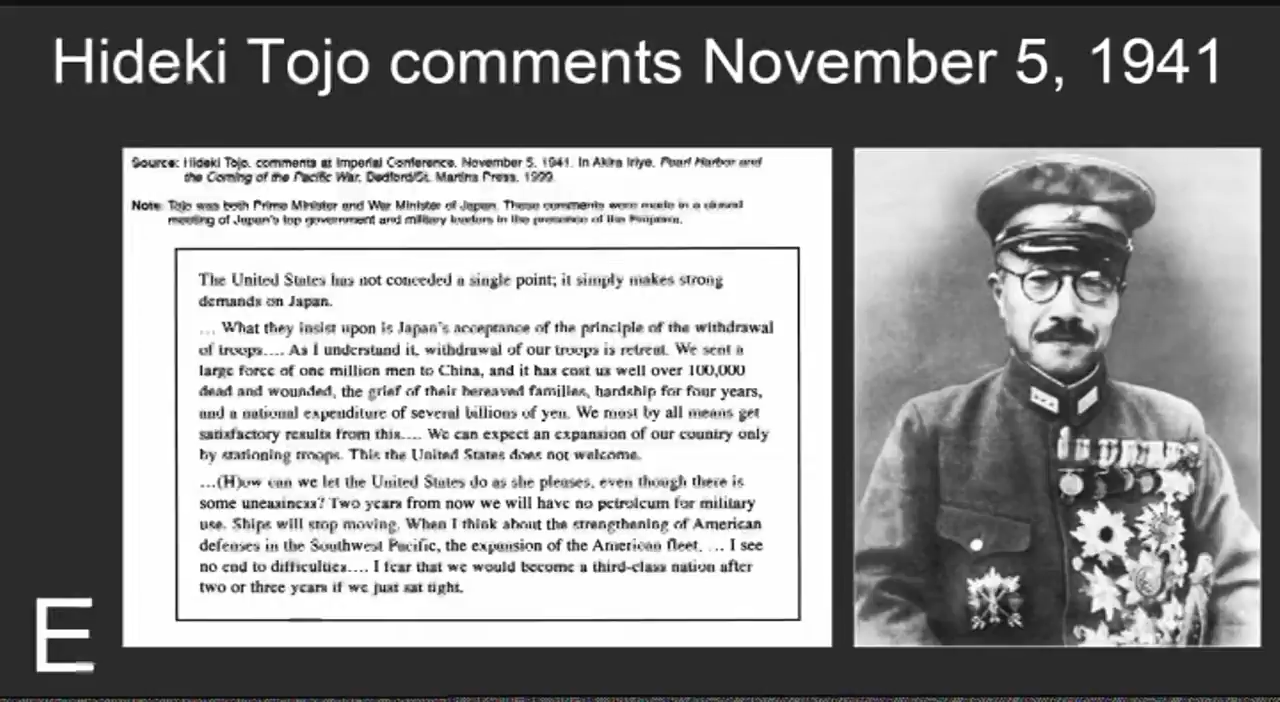 Hideki Tojo comments November 5, 1941
Source: Hideki Tojo, comments at Imperial Conference, November 5, 1941. In Akira Iriye, Pearl Harbor and
the Coming of the Pacific War, Bedford/St. Martins Press, 1999.
Note: Tojo was both Prime Minister and War Minister of Japan. These comments were made in a closed
meeting of Japan's top government and military leaders in the presence of the Emperor.
The United States has not conceded a single point; it simply makes strong
demands on Japan.
... What they insist upon is Japan's acceptance of the principle of the withdrawal
of troops.... As I understand it, withdrawal of our troops is retreat. We sent a
large force of one million men to China, and it has cost us well over 100,000
dead and wounded, the grief of their bereaved families, hardship for four years,
and a national expenditure of several billions of yen. We must by all means get
satisfactory results from this.... We can expect an expansion of our country only
by stationing troops. This the United States does not welcome.
...(H)ow can we let the United States do as she pleases, even though there is
some uneasiness? Two years from now we will have no petroleum for military
use. Ships will stop moving. When I think about the strengthening of American
defenses in the Southwest Pacific, the expansion of the American fleet, ... I see
no end to difficulties.... I fear that we would become a third-class nation after
two or three years if we just sat tight.
E